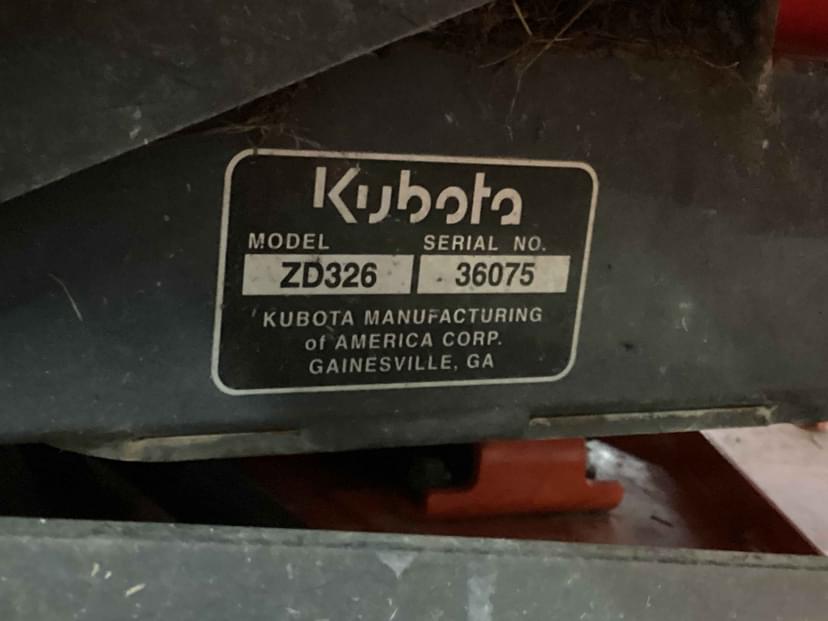 Kubota
MODEL SERIAL NO.
ZD326 36075
KUBOTA MANUFACTURING
of AMERICA CORP.
GAINESVILLE, GA